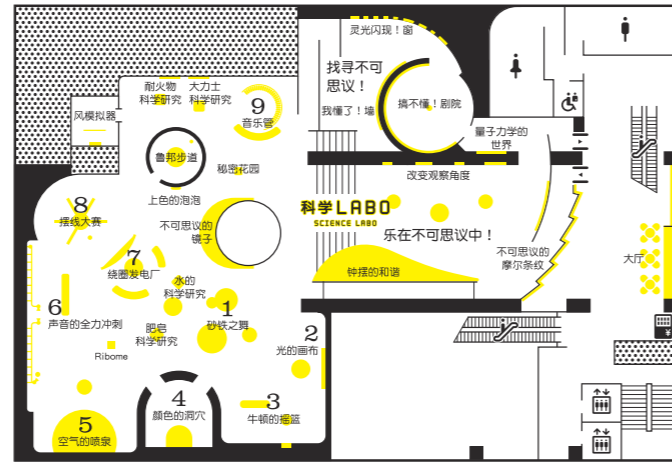 灵光闪现！窗
找寻不可
思议！
我懂了！墙
搞不懂！剧院
耐火物
科学研究
大力士
科学研究
9
音乐管
风模拟器
鲁邦步道
秘密花园
量子力学的
世界
改变观察角度
上色的泡泡
科学LABO
SCIENCE LABO
8
摆线大赛
不可思议的
镜子
乐在不可思议中！
不可思议的
摩尔条纹
大厅
7
绕圈发电厂
水的
科学研究
钟摆的和谐
6
声音的全力冲刺
1
砂铁之舞
肥皂
科学研究
2
光的画布
Ribome
¥
4
颜色的洞穴
3
牛顿的摇篮
5
空气的喷泉